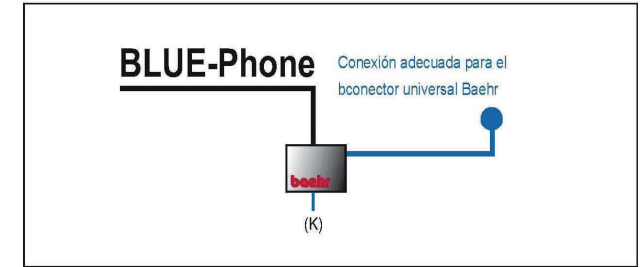 BLUE-Phone
Conexión adecuada para el
bconector universal Baehr
baehr
(K)